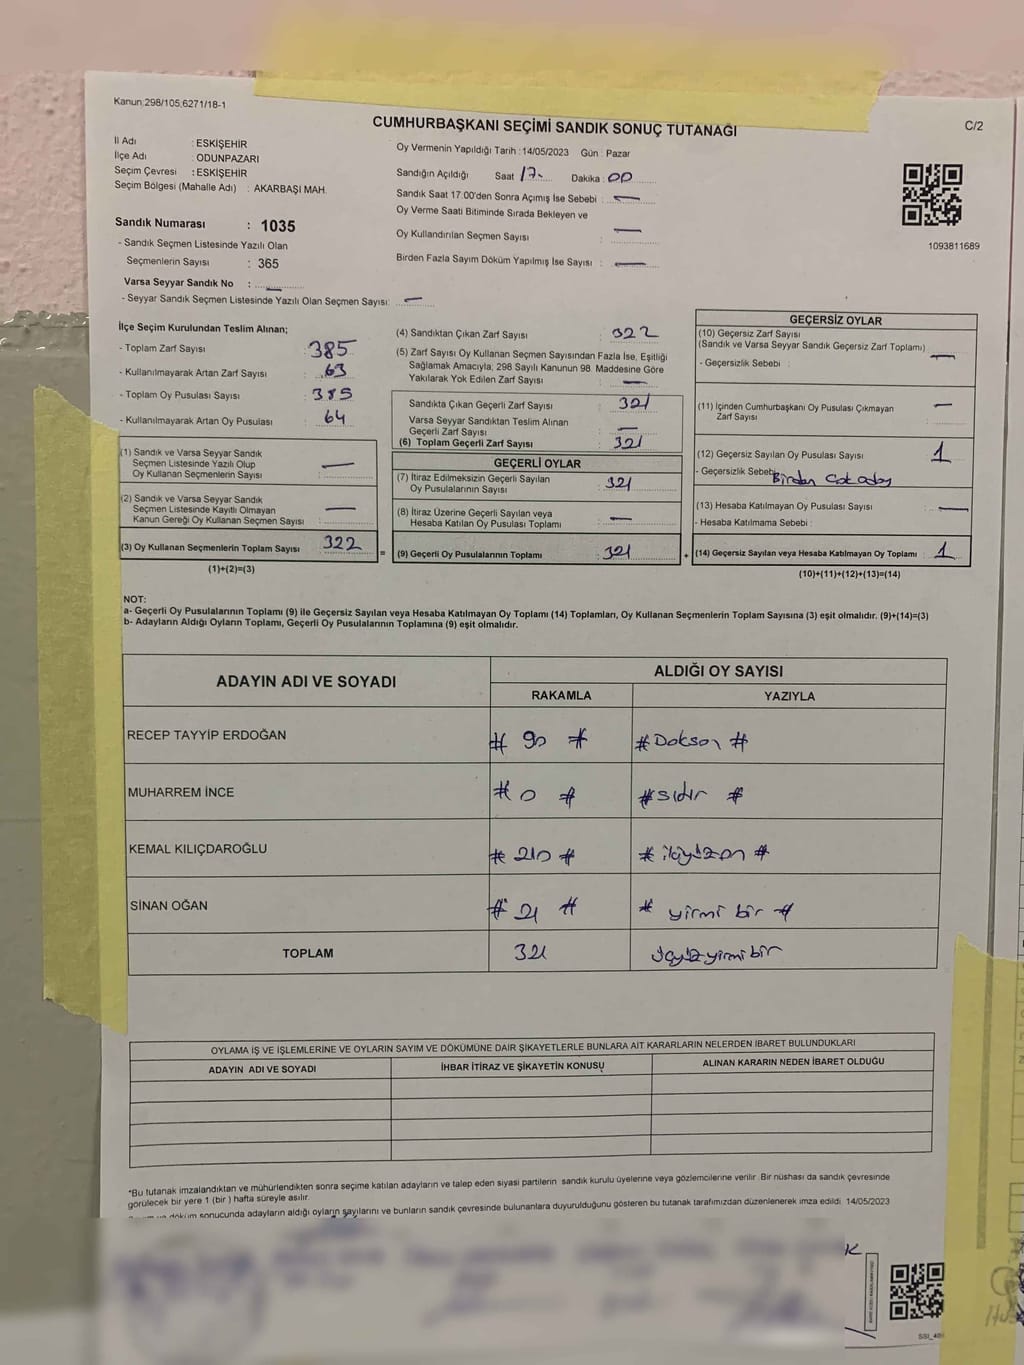 Kanun;298/105;6271/18-1
C/2
CUMHURBAŞKANI SEÇİMİ SANDIK SONUÇ TUTANAĞI
İl Adı : ESKİŞEHİR
İlçe Adı : ODUNPAZARI
Seçim Çevresi : ESKİŞEHİR
Seçim Bölgesi (Mahalle Adı) : AKARBAŞI MAH.
Sandık Numarası : 1035
- Sandık Seçmen Listesinde Yazılı Olan
Seçmenlerin Sayısı : 365
Varsa Seyyar Sandık No : —
- Seyyar Sandık Seçmen Listesinde Yazılı Olan Seçmen Sayısı: —
Oy Vermenin Yapıldığı Tarih :14/05/2023 Gün : Pazar
Sandığın Açıldığı Saat 17- Dakika : 00
Sandık Saat 17.00'den Sonra Açımış İse Sebebi : —
Oy Verme Saati Bitiminde Sırada Bekleyen ve
Oy Kullandırılan Seçmen Sayısı : —
Birden Fazla Sayım Döküm Yapılmış İse Sayısı : —
1093811689
İlçe Seçim Kurulundan Teslim Alınan;
- Toplam Zarf Sayısı : 385
- Kullanılmayarak Artan Zarf Sayısı : 63
- Toplam Oy Pusulası Sayısı : 385
- Kullanılmayarak Artan Oy Pusulası : 64
(1) Sandık ve Varsa Seyyar Sandık
Seçmen Listesinde Yazılı Olup
Oy Kullanan Seçmenlerin Sayısı : —
(2) Sandık ve Varsa Seyyar Sandık
Seçmen Listesinde Kayıtlı Olmayan
Kanun Gereği Oy Kullanan Seçmen Sayısı : —
(3) Oy Kullanan Seçmenlerin Toplam Sayısı : 322
(1)+(2)=(3)
=
(4) Sandıktan Çıkan Zarf Sayısı : 322
(5) Zarf Sayısı Oy Kullanan Seçmen Sayısından Fazla İse, Eşitliği
Sağlamak Amacıyla; 298 Sayılı Kanunun 98. Maddesine Göre
Yakılarak Yok Edilen Zarf Sayısı : —
Sandıkta Çıkan Geçerli Zarf Sayısı : 321
Varsa Seyyar Sandıktan Teslim Alınan
Geçerli Zarf Sayısı : —
(6) Toplam Geçerli Zarf Sayısı : 321
GEÇERLİ OYLAR
(7) İtiraz Edilmeksizin Geçerli Sayılan
Oy Pusulalarının Sayısı : 321
(8) İtiraz Üzerine Geçerli Sayılan veya
Hesaba Katılan Oy Pusulası Toplamı : —
(9) Geçerli Oy Pusulalarının Toplamı : 321
+
GEÇERSİZ OYLAR
(10) Geçersiz Zarf Sayısı
(Sandık ve Varsa Seyyar Sandık Geçersiz Zarf Toplamı) : —
- Geçersizlik Sebebi :
(11) İçinden Cumhurbaşkanı Oy Pusulası Çıkmayan
Zarf Sayısı : —
(12) Geçersiz Sayılan Oy Pusulası Sayısı : 1
- Geçersizlik Sebebi Birden Çok aday
(13) Hesaba Katılmayan Oy Pusulası Sayısı : —
- Hesaba Katılmama Sebebi :
(14) Geçersiz Sayılan veya Hesaba Katılmayan Oy Toplamı : 1
(10)+(11)+(12)+(13)=(14)
NOT:
a- Geçerli Oy Pusulalarının Toplamı (9) ile Geçersiz Sayılan veya Hesaba Katılmayan Oy Toplamı (14) Toplamları, Oy Kullanan Seçmenlerin Toplam Sayısına (3) eşit olmalıdır. (9)+(14)=(3)
b- Adayların Aldığı Oyların Toplamı, Geçerli Oy Pusulalarının Toplamına (9) eşit olmalıdır.
ADAYIN ADI VE SOYADI ALDIĞI OY SAYISI
RAKAMLA YAZIYLA
RECEP TAYYİP ERDOĞAN # 90 # # Doksan #
MUHARREM İNCE # 0 # # sıfır #
KEMAL KILIÇDAROĞLU # 210 # # ikiyüzon #
SİNAN OĞAN # 21 # # yirmi bir #
TOPLAM 321 üçyüzyirmibir
OYLAMA İŞ VE İŞLEMLERİNE VE OYLARIN SAYIM VE DÖKÜMÜNE DAİR ŞİKAYETLERLE BUNLARA AİT KARARLARIN NELERDEN İBARET BULUNDUKLARI
ADAYIN ADI VE SOYADI İHBAR İTİRAZ VE ŞİKAYETİN KONUSU ALINAN KARARIN NEDEN İBARET OLDUĞU
*Bu tutanak imzalandıktan ve mühürlendikten sonra seçime katılan adayların ve talep eden siyasi partilerin sandık kurulu üyelerine veya gözlemcilerine verilir. Bir nüshası da sandık çevresinde
görülecek bir yere 1 (bir ) hafta süreyle asılır.
döküm sonucunda adayların aldığı oyların sayılarını ve bunların sandık çevresinde bulunanlara duyurulduğunu gösteren bu tutanak tarafımızdan düzenlenerek imza edildi. 14/05/2023